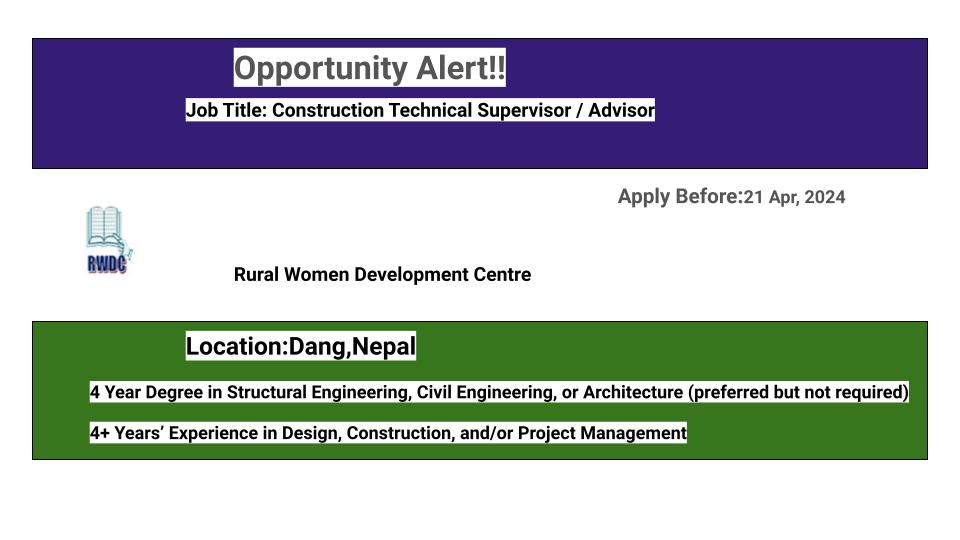 Opportunity Alert!!
Job Title: Construction Technical Supervisor / Advisor
Apply Before:21 Apr, 2024
RWDC
Rural Women Development Centre
Location:Dang,Nepal
4 Year Degree in Structural Engineering, Civil Engineering, or Architecture (preferred but not required)
4+ Years’ Experience in Design, Construction, and/or Project Management